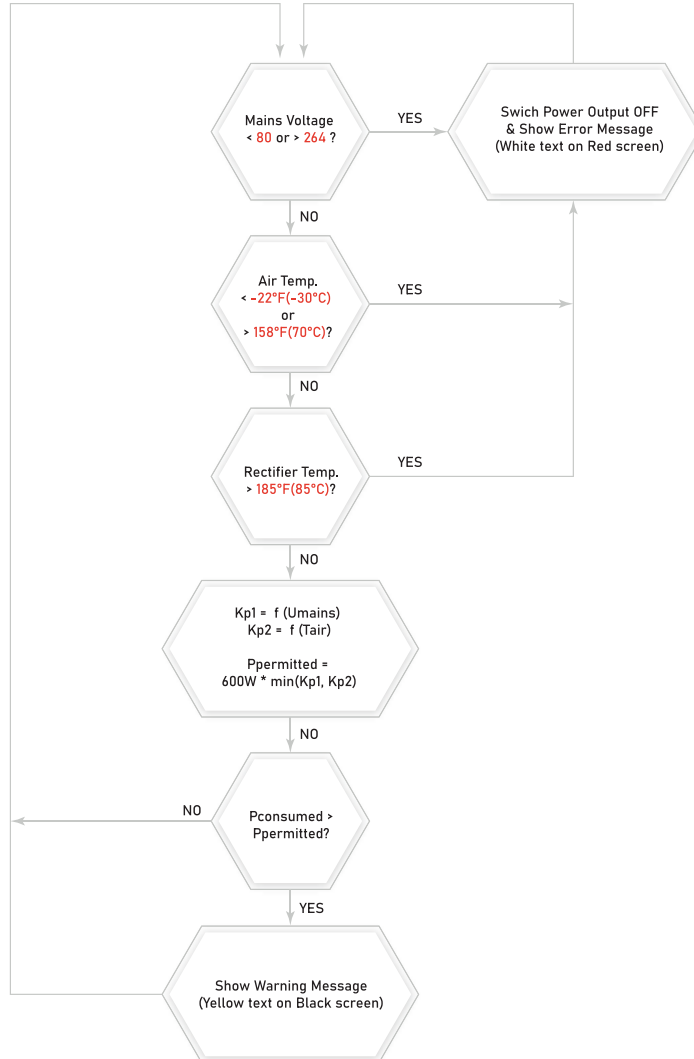 Mains Voltage
< 80 or > 264 ?
YES
Swich Power Output OFF
& Show Error Message
(White text on Red screen)
NO
Air Temp.
< -22°F(-30°C)
or
> 158°F(70°C)?
YES
NO
Rectifier Temp.
> 185°F(85°C)?
YES
NO
Kp1 = f (Umains)
Kp2 = f (Tair)
Ppermitted =
600W * min(Kp1, Kp2)
NO
Pconsumed >
Ppermitted?
NO
YES
Show Warning Message
(Yellow text on Black screen)